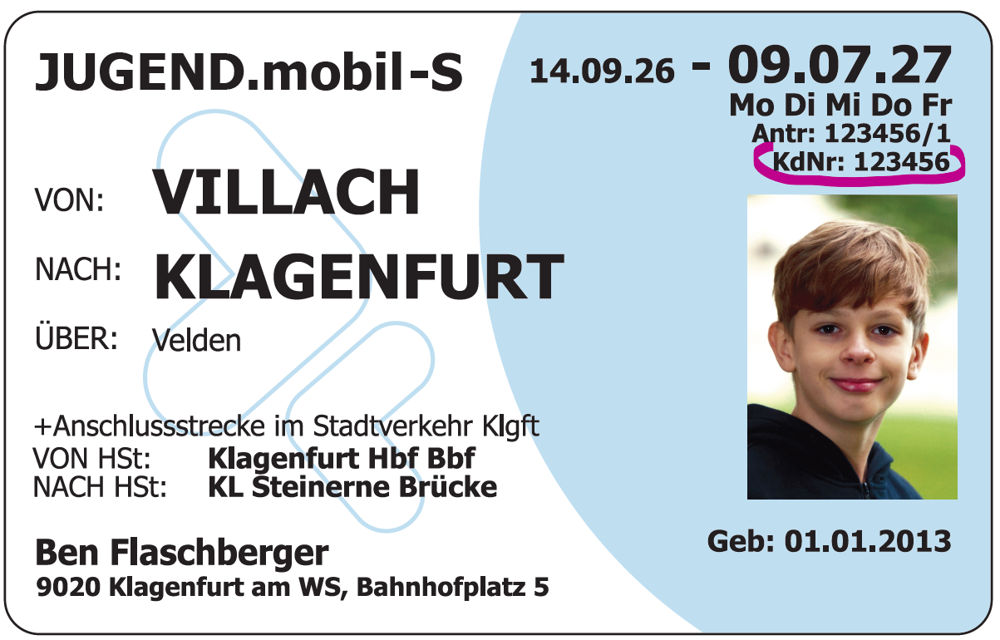 JUGEND.mobil-S
14.09.26 - 09.07.27
Mo Di Mi Do Fr
Antr: 123456/1
KdNr: 123456
VON: VILLACH
NACH: KLAGENFURT
ÜBER: Velden
+Anschlussstrecke im Stadtverkehr Klgft
VON HSt: Klagenfurt Hbf Bbf
NACH HSt: KL Steinerne Brücke
Ben Flaschberger
9020 Klagenfurt am WS, Bahnhofplatz 5
Geb: 01.01.2013